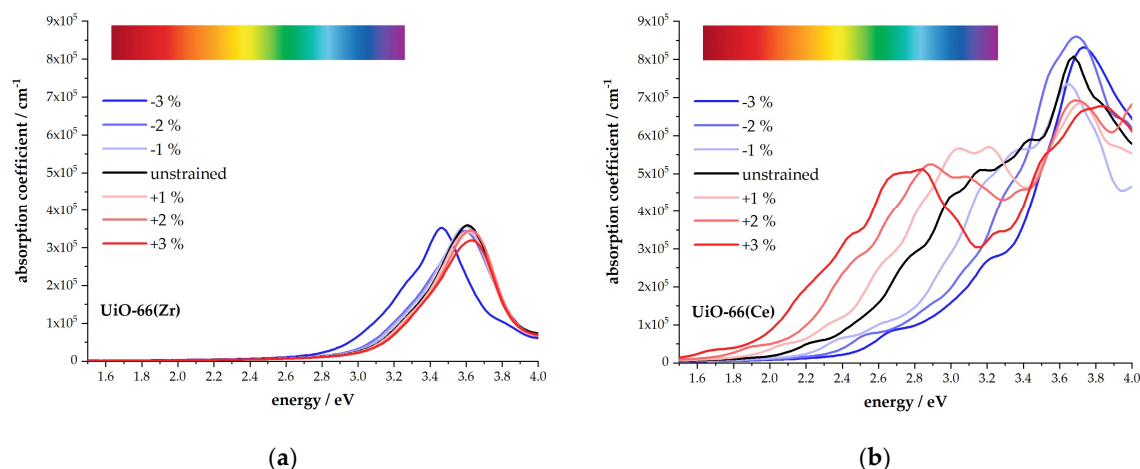 9x10⁵
8x10⁵
7x10⁵
6x10⁵
5x10⁵
4x10⁵
3x10⁵
2x10⁵
1x10⁵
0
absorption coefficient / cm⁻¹
-3 %
-2 %
-1 %
unstrained
+1 %
+2 %
+3 %
UiO-66(Zr)
1.6 1.8 2.0 2.2 2.4 2.6 2.8 3.0 3.2 3.4 3.6 3.8 4.0
energy / eV
(a)
9x10⁵
8x10⁵
7x10⁵
6x10⁵
5x10⁵
4x10⁵
3x10⁵
2x10⁵
1x10⁵
0
absorption coefficient / cm⁻¹
-3 %
-2 %
-1 %
unstrained
+1 %
+2 %
+3 %
UiO-66(Ce)
1.6 1.8 2.0 2.2 2.4 2.6 2.8 3.0 3.2 3.4 3.6 3.8 4.0
energy / eV
(b)